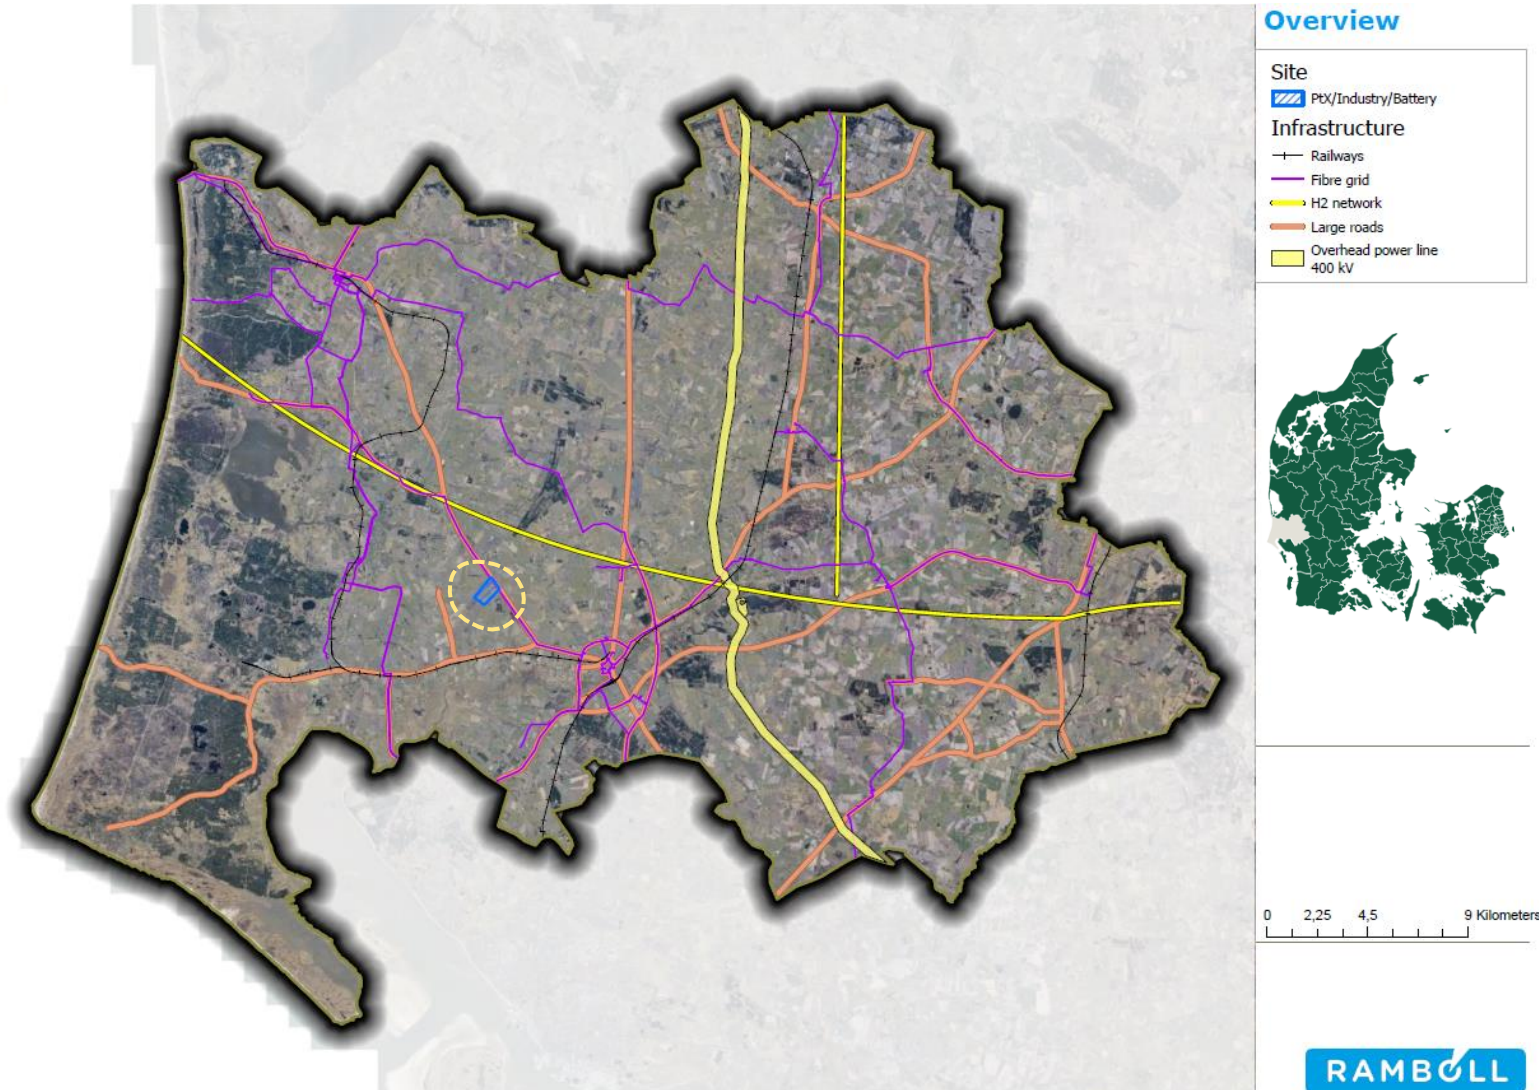 Overview
Site
PtX/Industry/Battery
Infrastructure
Railways
Fibre grid
H2 network
Large roads
Overhead power line
400 kV
0 2,25 4,5 9 Kilometers
RAMBOLL